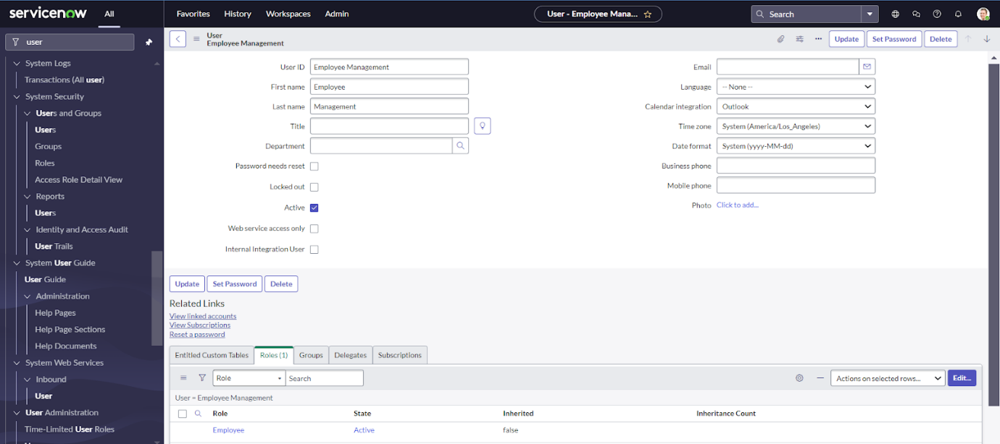 servicenow All Favorites History Workspaces Admin User - Employee Mana... Search
user
System Logs
Transactions (All user)
System Security
Users and Groups
Users
Groups
Roles
Access Role Detail View
Reports
Users
Identity and Access Audit
User Trails
System User Guide
User Guide
Administration
Help Pages
Help Page Sections
Help Documents
System Web Services
Inbound
User
User Administration
Time-Limited User Roles
User
Employee Management
Update Set Password Delete
User ID Employee Management
First name Employee
Last name Management
Title
Department
Password needs reset
Locked out
Active
Web service access only
Internal Integration User
Email
Language -- None --
Calendar integration Outlook
Time zone System (America/Los_Angeles)
Date format System (yyyy-MM-dd)
Business phone
Mobile phone
Photo Click to add...
Update Set Password Delete
Related Links
View linked accounts
View Subscriptions
Reset a password
Entitled Custom Tables Roles (1) Groups Delegates Subscriptions
Role Search Actions on selected rows... Edit...
User = Employee Management
Role State Inherited Inheritance Count
Employee Active false